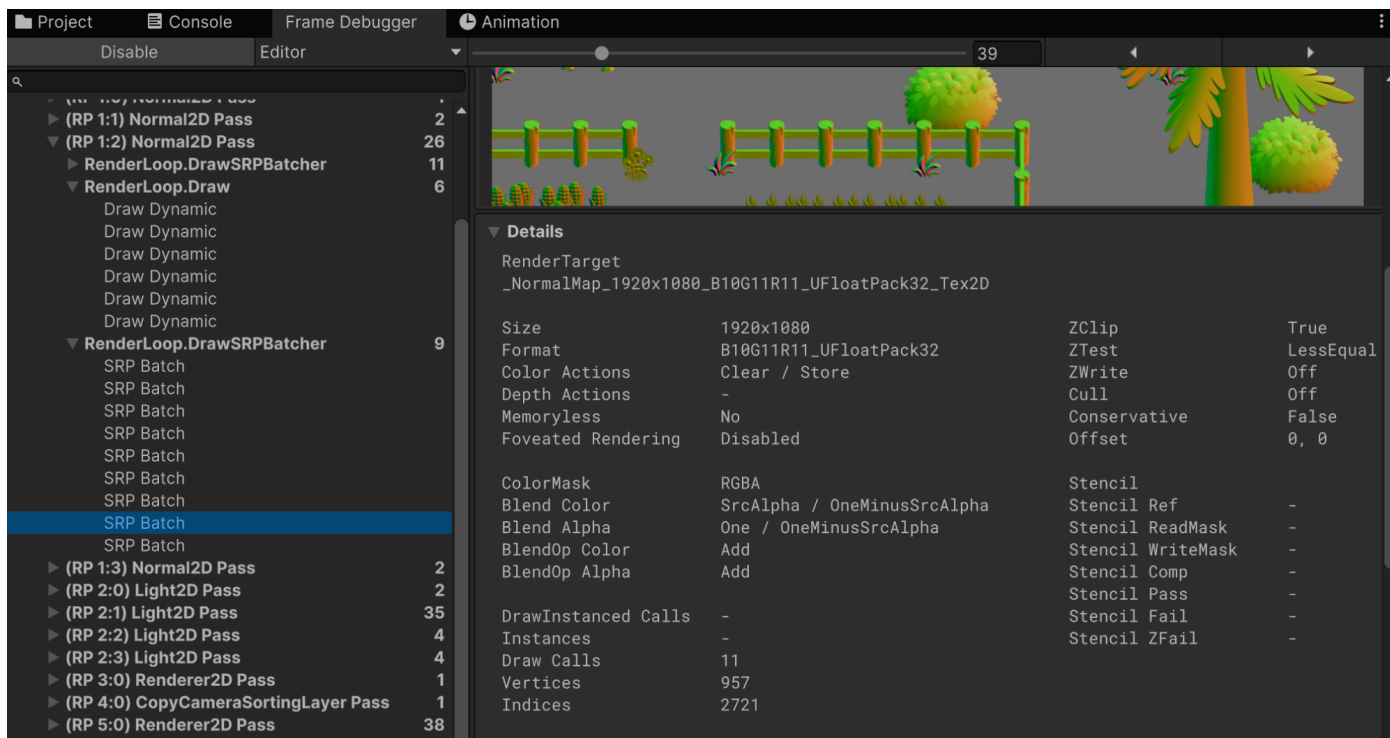 Project Console Frame Debugger Animation
Disable Editor 39
(RP 1:0) Normal2D Pass 1
(RP 1:1) Normal2D Pass 2
(RP 1:2) Normal2D Pass 26
RenderLoop.DrawSRPBatcher 11
RenderLoop.Draw 6
Draw Dynamic
Draw Dynamic
Draw Dynamic
Draw Dynamic
Draw Dynamic
Draw Dynamic
RenderLoop.DrawSRPBatcher 9
SRP Batch
SRP Batch
SRP Batch
SRP Batch
SRP Batch
SRP Batch
SRP Batch
SRP Batch
SRP Batch
(RP 1:3) Normal2D Pass 2
(RP 2:0) Light2D Pass 2
(RP 2:1) Light2D Pass 35
(RP 2:2) Light2D Pass 4
(RP 2:3) Light2D Pass 4
(RP 3:0) Renderer2D Pass 1
(RP 4:0) CopyCameraSortingLayer Pass 1
(RP 5:0) Renderer2D Pass 38
Details
RenderTarget
_NormalMap_1920x1080_B10G11R11_UFloatPack32_Tex2D
Size 1920x1080 ZClip True
Format B10G11R11_UFloatPack32 ZTest LessEqual
Color Actions Clear / Store ZWrite Off
Depth Actions - Cull Off
Memoryless No Conservative False
Foveated Rendering Disabled Offset 0, 0
ColorMask RGBA Stencil
Blend Color SrcAlpha / OneMinusSrcAlpha Stencil Ref -
Blend Alpha One / OneMinusSrcAlpha Stencil ReadMask -
BlendOp Color Add Stencil WriteMask -
BlendOp Alpha Add Stencil Comp -
Stencil Pass -
DrawInstanced Calls - Stencil Fail -
Instances - Stencil ZFail -
Draw Calls 11
Vertices 957
Indices 2721